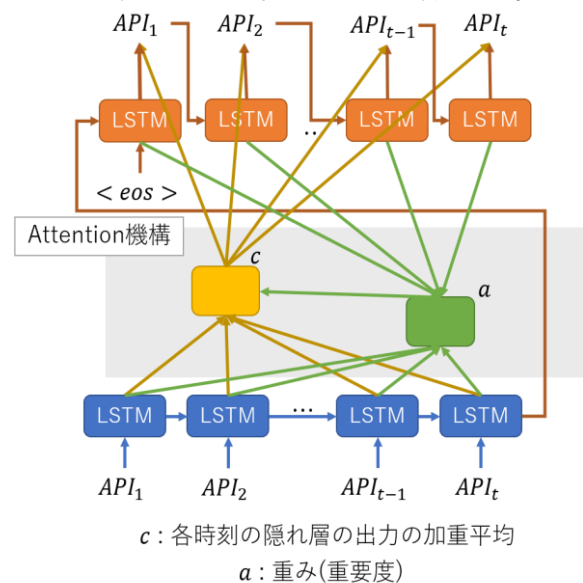 API₁ API₂ APIₜ₋₁ APIₜ
LSTM LSTM ... LSTM LSTM
< eos >
Attention機構
c
a
LSTM LSTM ... LSTM LSTM
API₁ API₂ APIₜ₋₁ APIₜ
c : 各時刻の隠れ層の出力の加重平均
a : 重み(重要度)